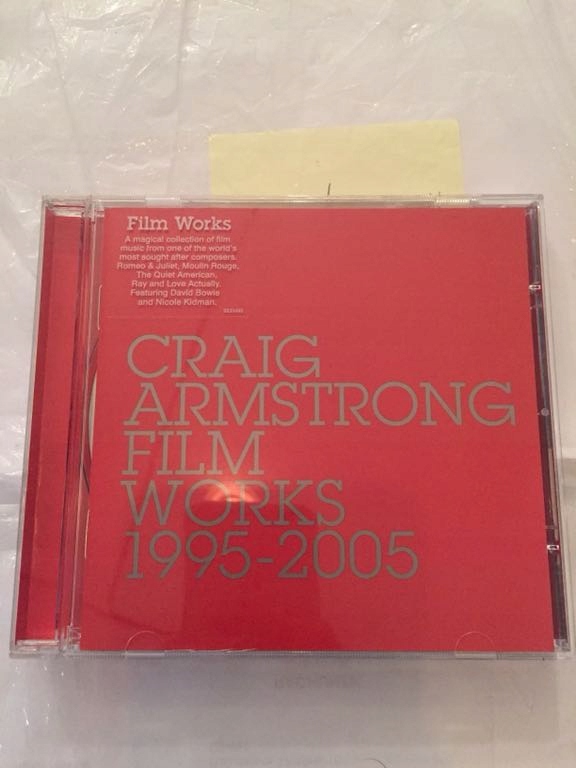 Film Works
A magical collection of film
music from one of the world's
most sought after composers.
Romeo & Juliet, Moulin Rouge,
The Quiet American,
Ray and Love Actually.
Featuring David Bowie
and Nicole Kidman.
CRAIG
ARMSTRONG
FILM
WORKS
1995-2005